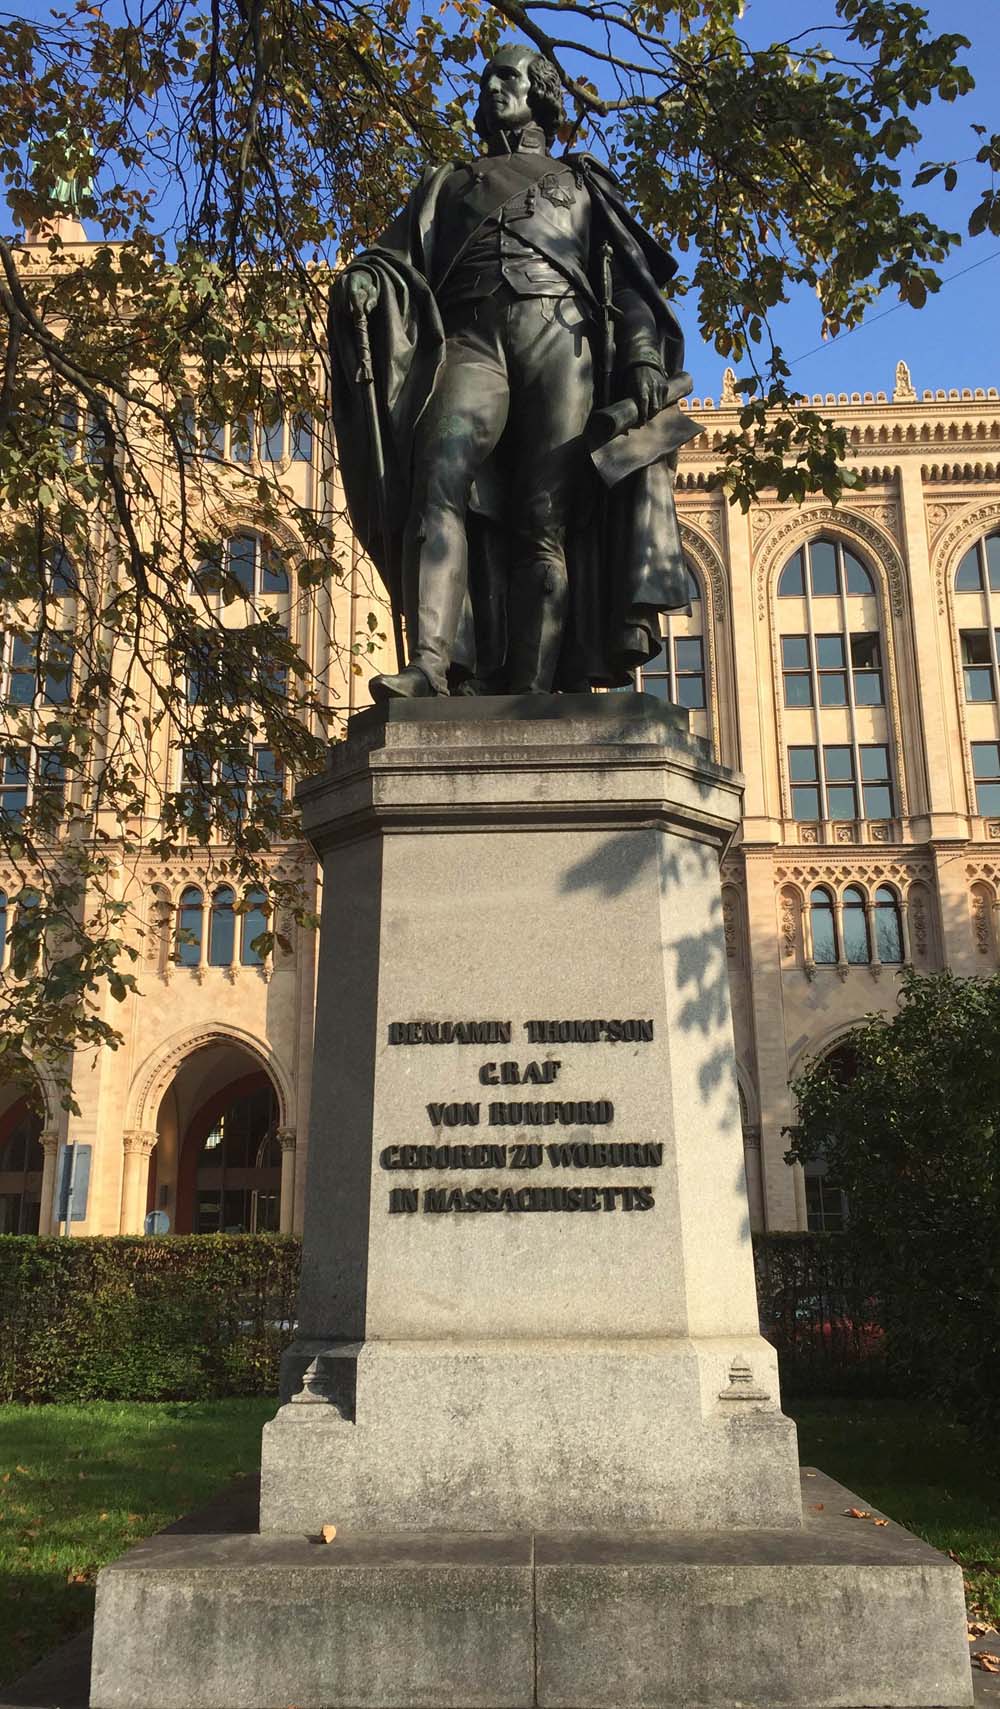 BENJAMIN THOMPSON
GRAF
VON RUMFORD
GEBOREN ZU WOBURN
IN MASSACHUSETTS